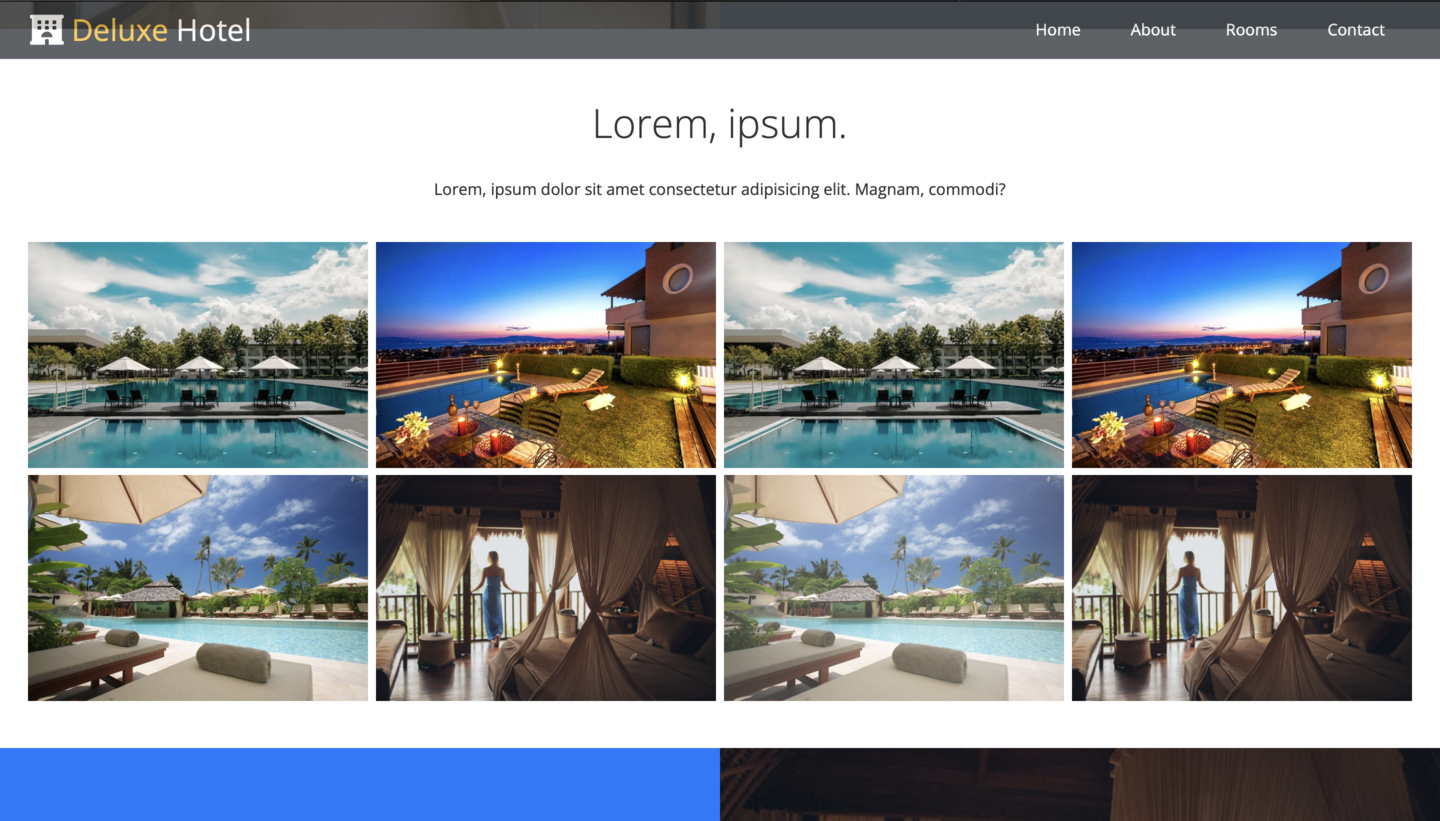 Deluxe Hotel
Home About Rooms Contact
Lorem, ipsum.
Lorem, ipsum dolor sit amet consectetur adipisicing elit. Magnam, commodi?